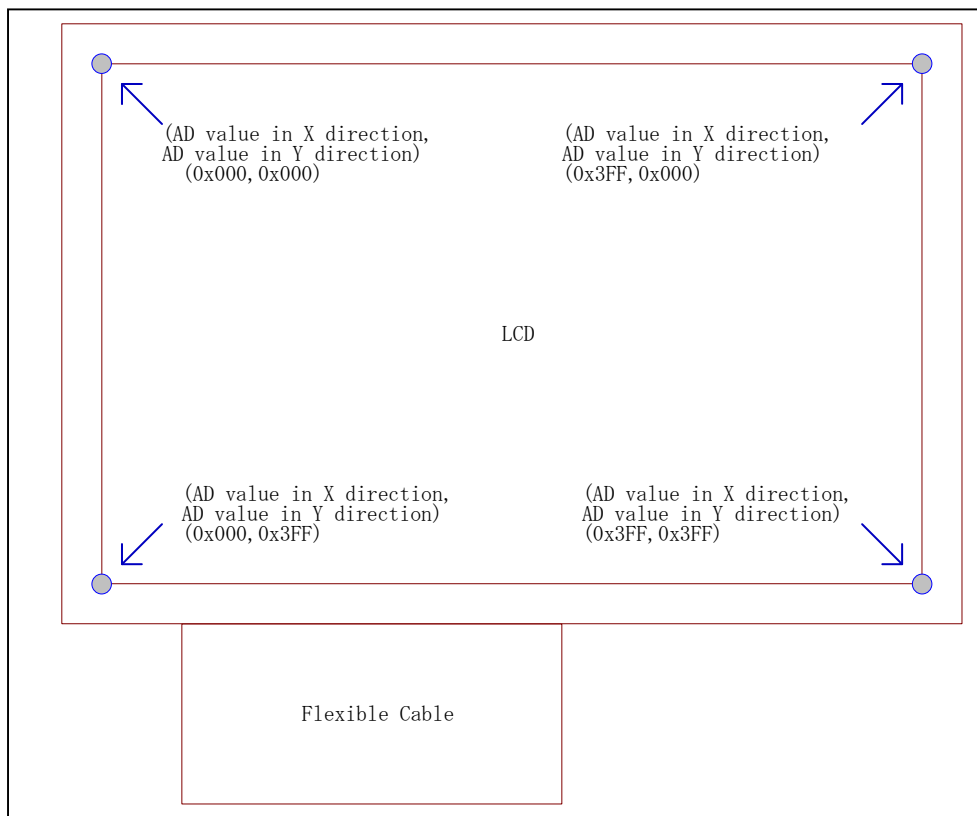 (AD value in X direction,
AD value in Y direction)
(0x000,0x000)
(AD value in X direction,
AD value in Y direction)
(0x3FF,0x000)
LCD
(AD value in X direction,
AD value in Y direction)
(0x000,0x3FF)
(AD value in X direction,
AD value in Y direction)
(0x3FF,0x3FF)
Flexible Cable